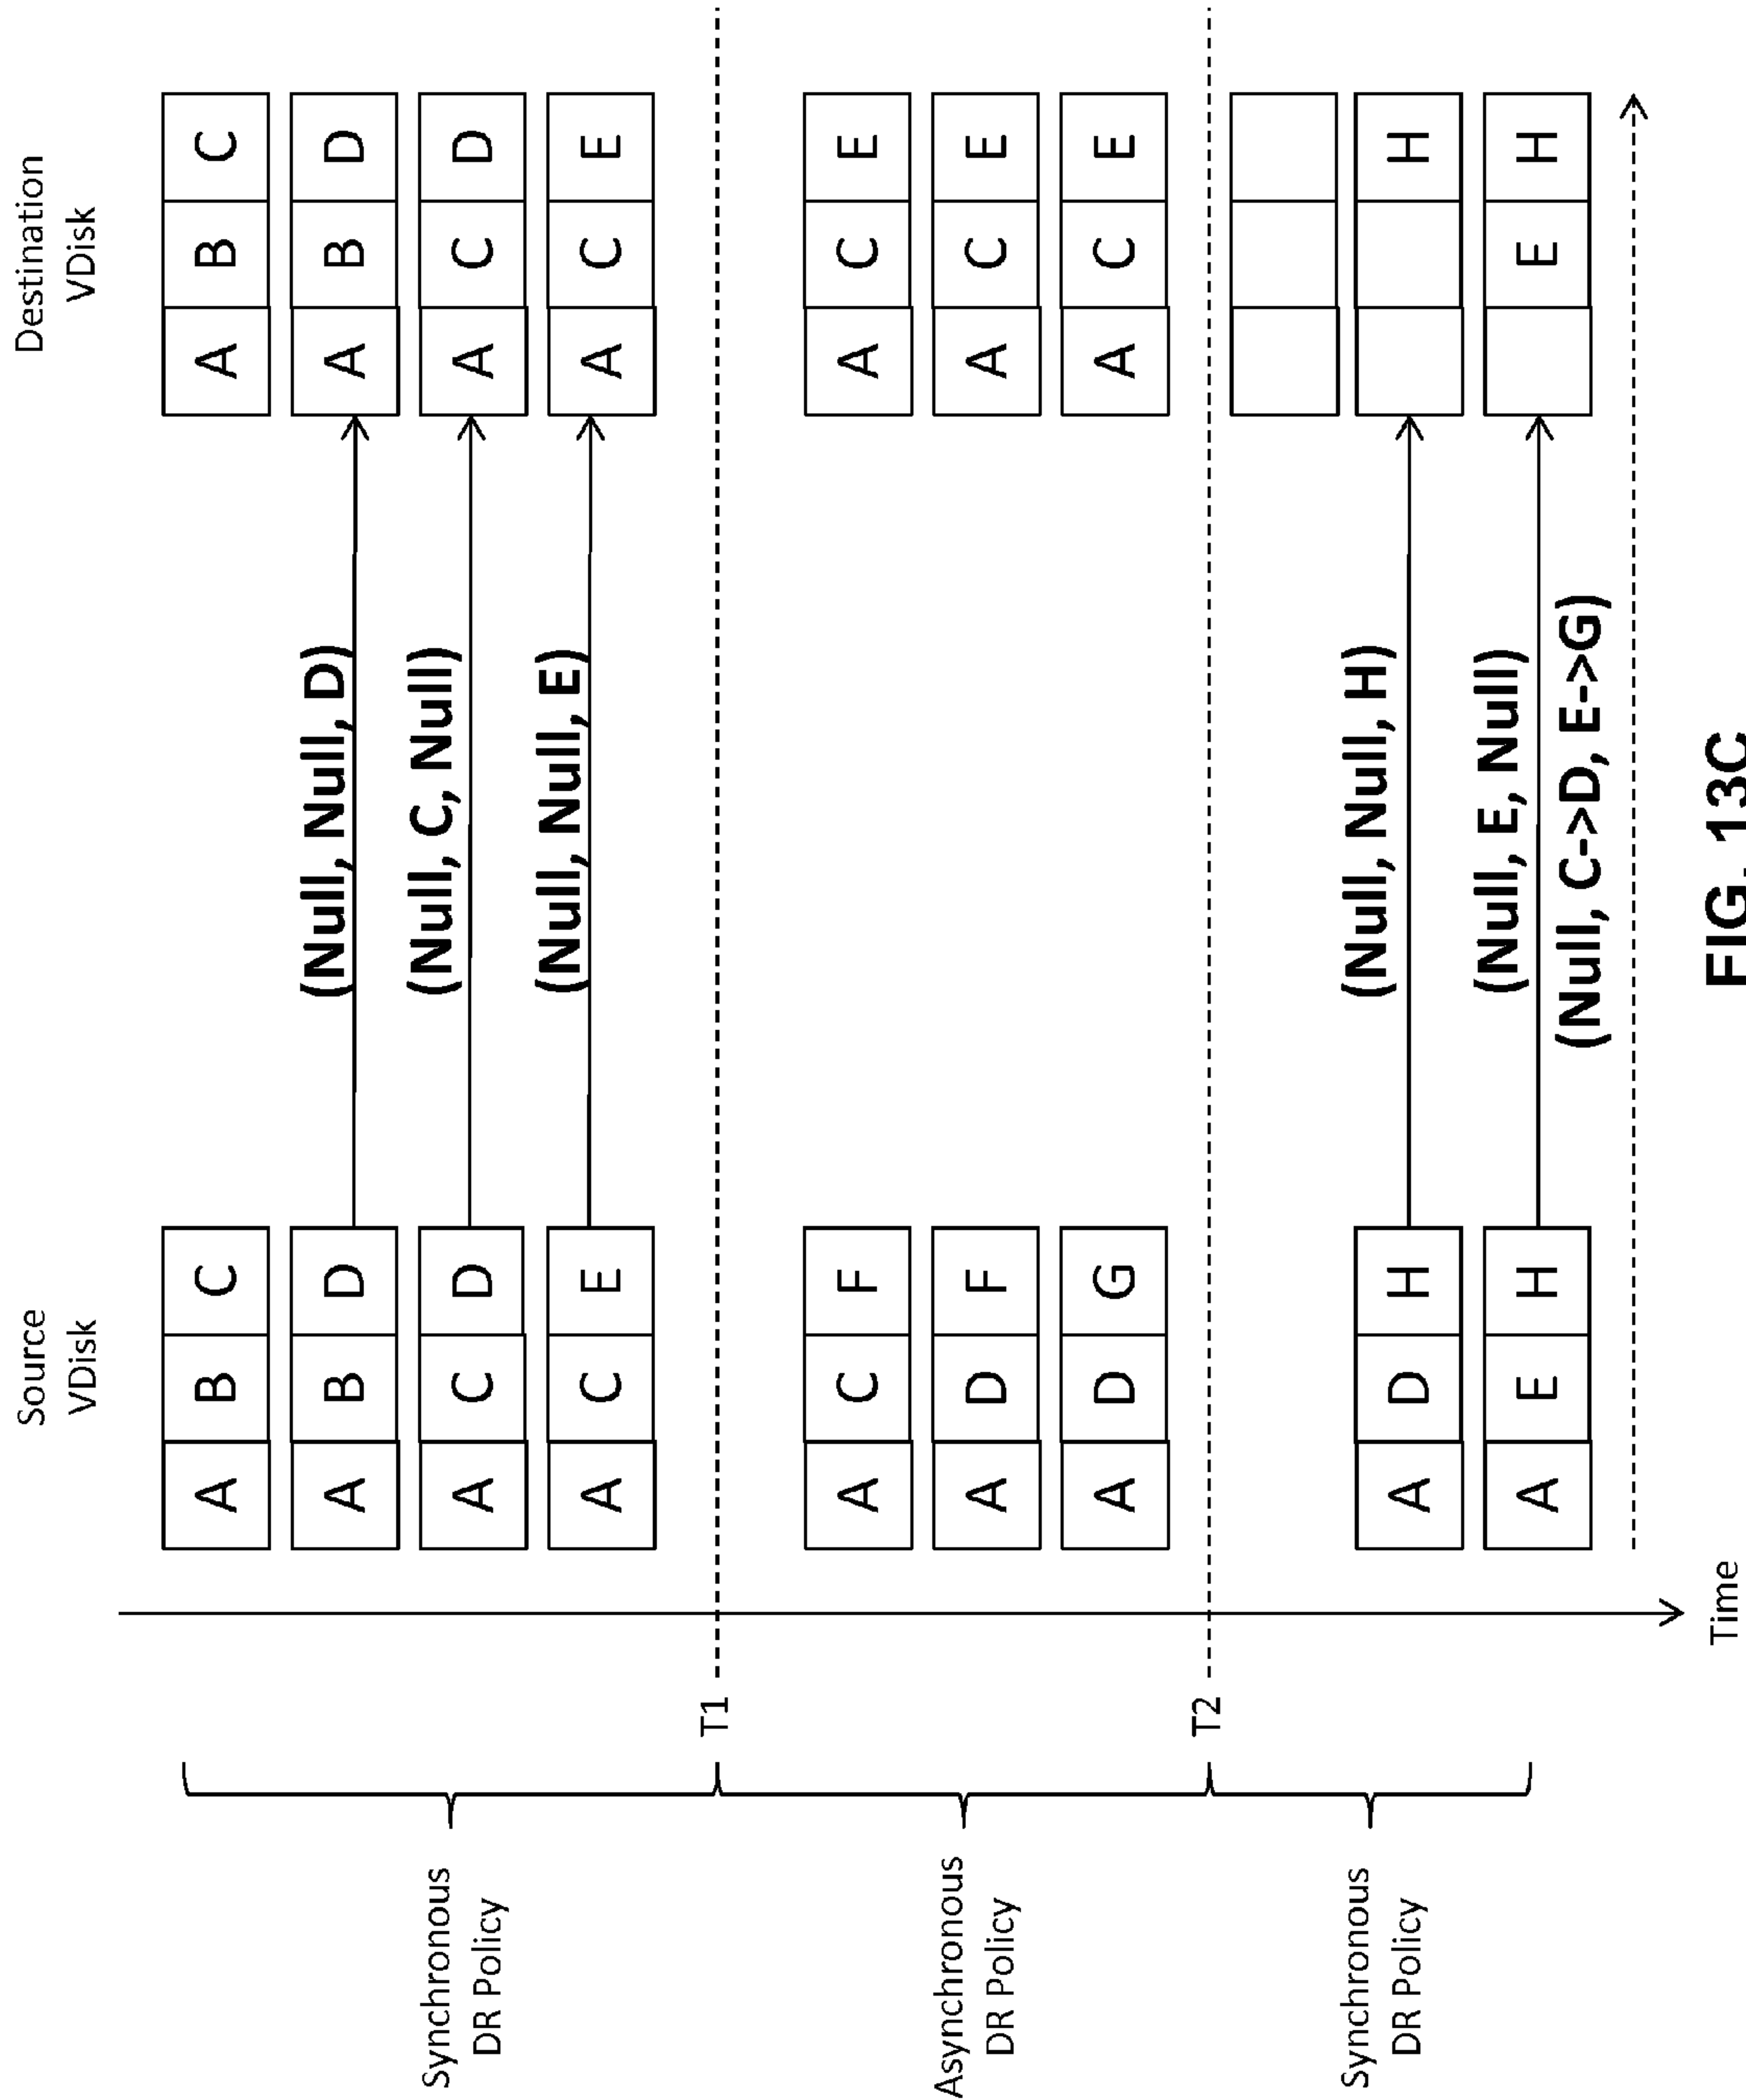 Source
VDisk
Destination
VDisk
A B C
A B C
A B D
(Null, Null, D)
A B D
A C D
(Null, C, Null)
A C D
A C E
(Null, Null, E)
A C E
Synchronous
DR Policy
T1
A C F
A C E
A D F
A C E
A D G
A C E
Asynchronous
DR Policy
T2
A D H
(Null, Null, H)
H
A E H
(Null, E, Null)
E H
(Null, C->D, E->G)
Synchronous
DR Policy
Time
FIG. 13C